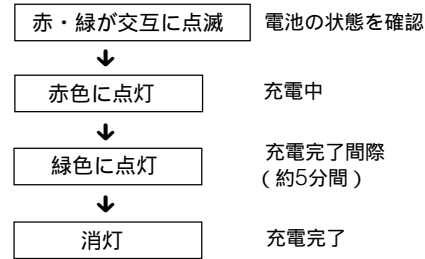 赤・緑が交互に点滅 電池の状態を確認
赤色に点灯 充電中
緑色に点灯 充電完了間際
(約5分間)
消灯 充電完了